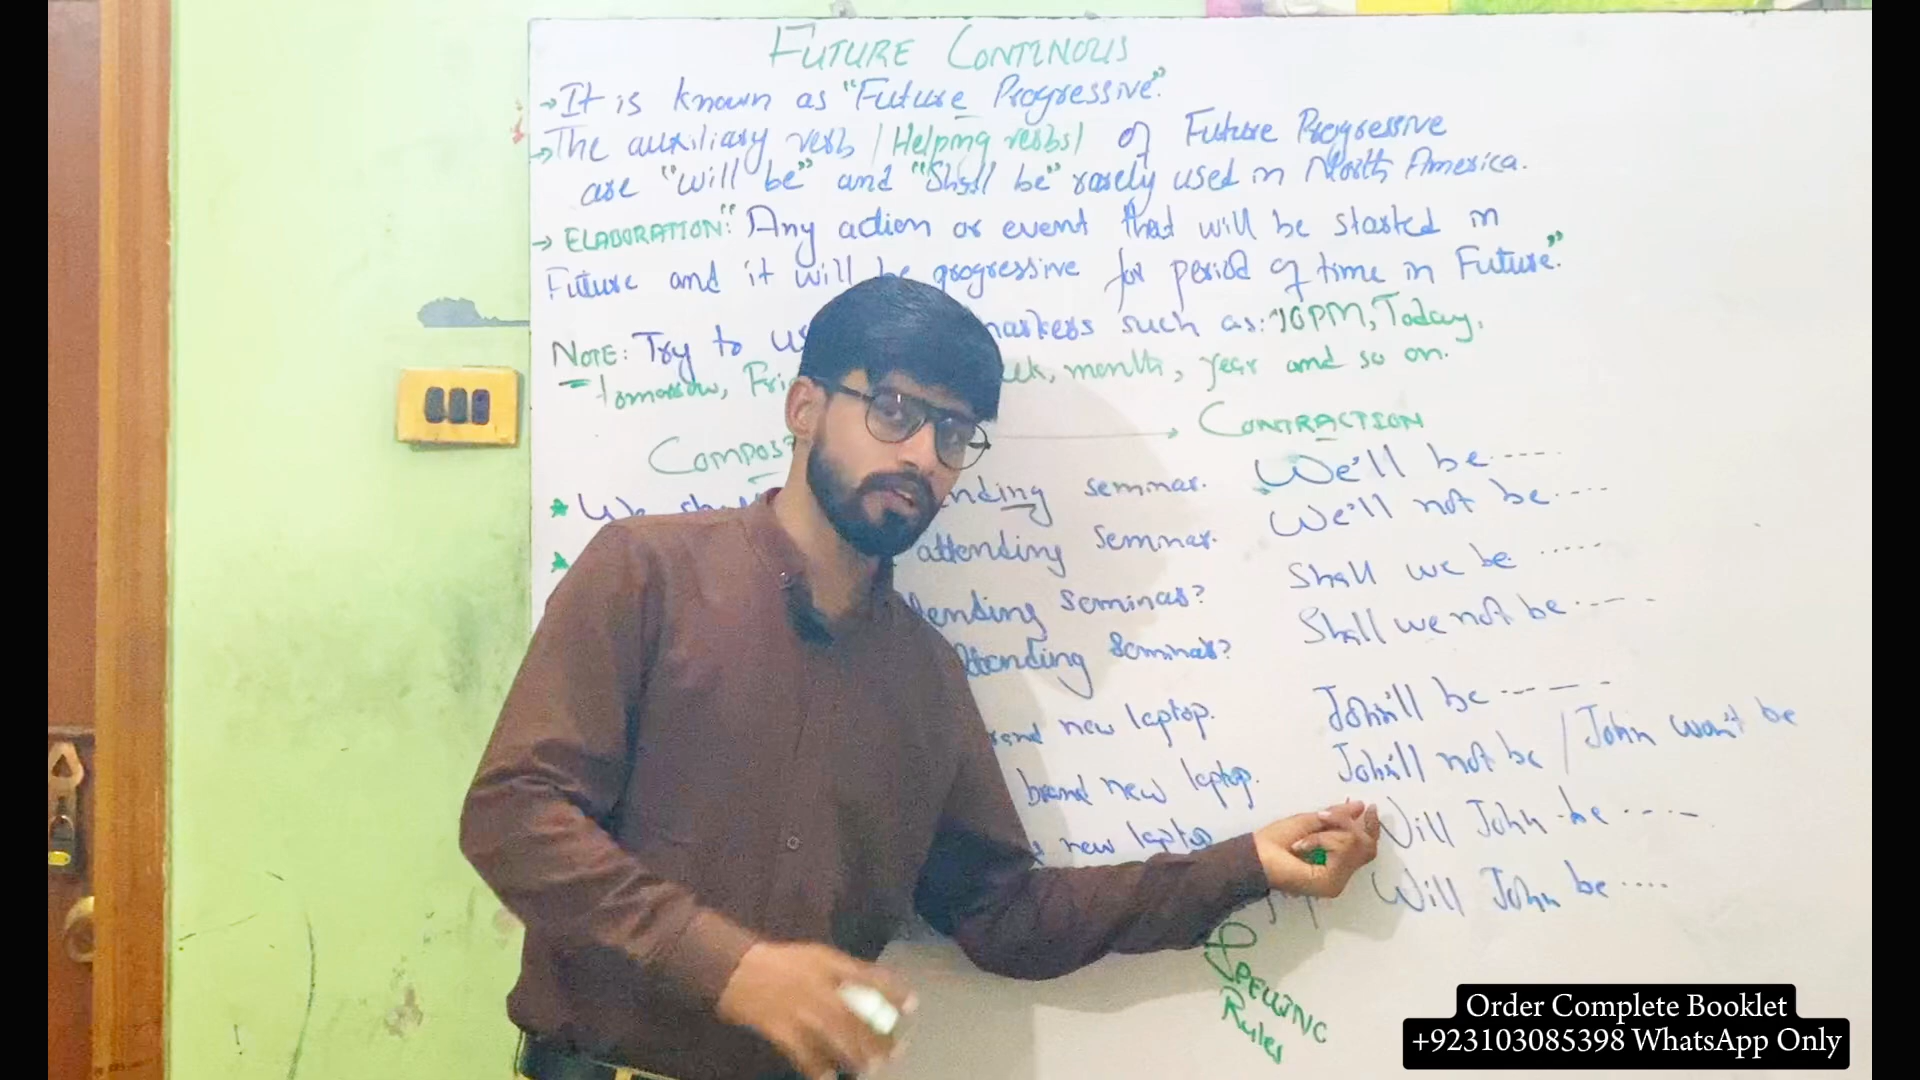 FUTURE CONTINOUS
→It is known as "Future Progressive."
→The auxiliary verb |Helping verbs| of Future Progressive
are "will be" and "Shall be" rarely used in North America.
→ ELABORATION:" Any action or event that will be started in
Future and it will be progressive for period of time in Future."
NOTE: Try to markers such as: 10PM, Today,
tomorrow, month, year and so on.
→ CONTRACTION
* We seminar. We'll be-----
* attending seminar. We'll not be----
seminar? Shall we be .....
seminar? Shall we not be -----
new laptop. John'll be -----
brand new laptop. John'll not be / John won't be
new laptop Will John be -----
Will John be ....
SPELLING
Rules
Order Complete Booklet
+923103085398 WhatsApp Only